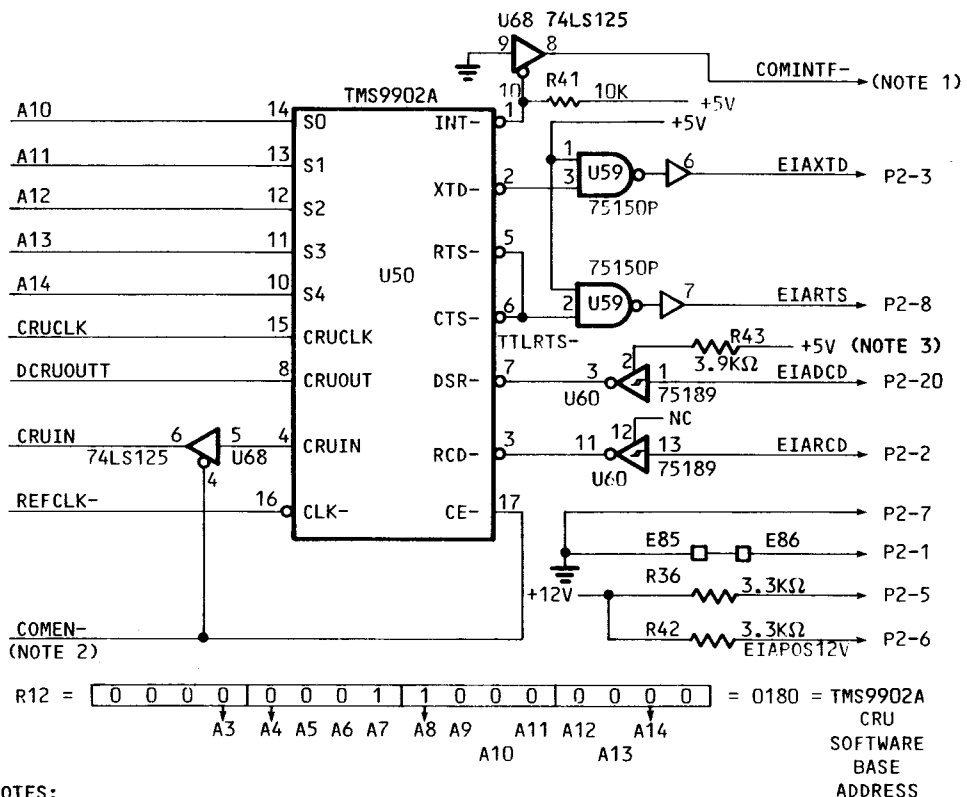 U68 74LS125
9
8
COMINTF-
(NOTE 1)
R41
10
10K
+5V
TMS9902A
A10
14
S0
INT-
1
+5V
A11
13
S1
1
U59
6
EIAXTD
P2-3
XTD-
2
3
75150P
A12
12
S2
A13
11
S3
RTS-
5
75150P
U50
A14
10
S4
2
U59
7
EIARTS
P2-8
CTS-
6
CRUCLK
15
CRUCLK
TTLRTS-
R43
+5V (NOTE 3)
3.9KΩ
DCRUOUTT
8
CRUOUT
DSR-
7
3
2
1
EIADCD
P2-20
U60
75189
NC
CRUIN
6
5
4
CRUIN
RCD-
3
11
12
13
EIARCD
P2-2
74LS125
4
U68
U60
75189
REFCLK-
16
CLK-
CE-
17
P2-7
E85
E86
P2-1
+12V
R36
3.3KΩ
P2-5
COMEN-
(NOTE 2)
R42
3.3KΩ
P2-6
EIAPOS12V
R12 = 0 0 0 0 0 0 0 1 1 0 0 0 0 0 0 0 = 0180 = TMS9902A
A3 A4 A5 A6 A7 A8 A9 A11 A12 A14
A10 A13
CRU
SOFTWARE
BASE
ADDRESS
OTES: